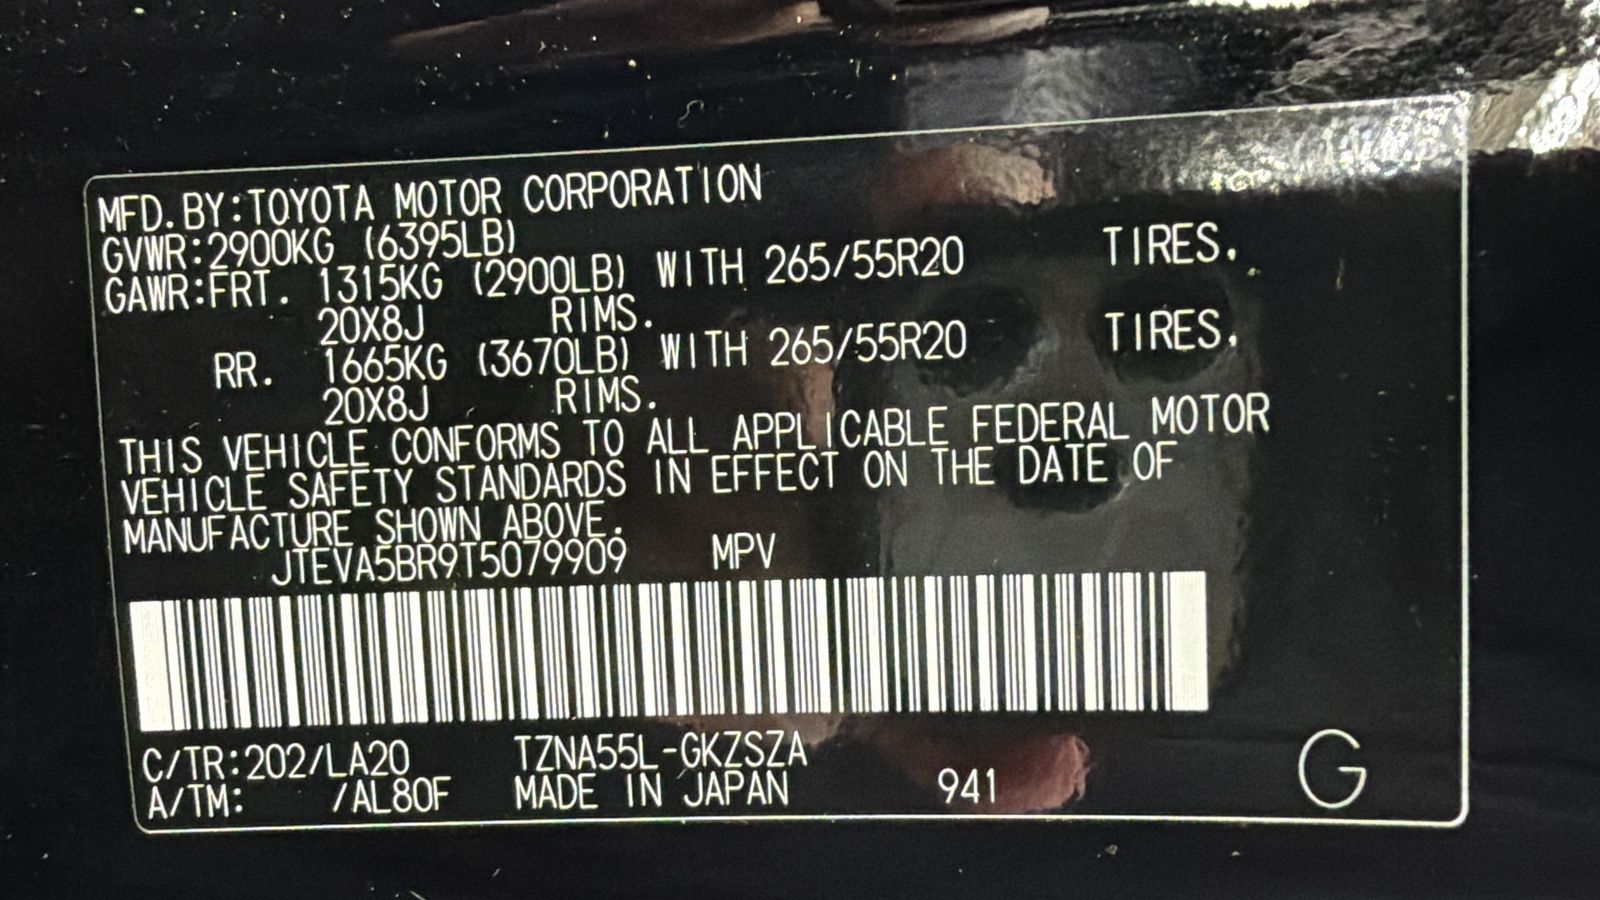 MFD.BY:TOYOTA MOTOR CORPORATION
GVWR:2900KG (6395LB)
GAWR:FRT. 1315KG (2900LB) WITH 265/55R20 TIRES.
20X8J RIMS.
RR. 1665KG (3670LB) WITH 265/55R20 TIRES.
20X8J RIMS.
THIS VEHICLE CONFORMS TO ALL APPLICABLE FEDERAL MOTOR
VEHICLE SAFETY STANDARDS IN EFFECT ON THE DATE OF
MANUFACTURE SHOWN ABOVE.
JTEVA5BR9T5079909 MPV
C/TR:202/LA20 TZNA55L-GKZSZA
A/TM: /AL80F MADE IN JAPAN 941 G